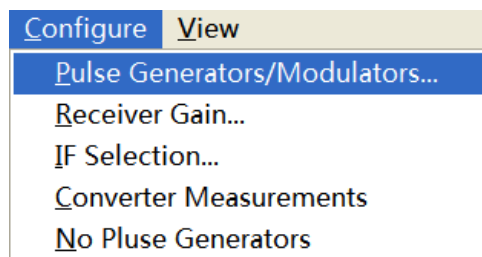 Configure View
Pulse Generators/Modulators...
Receiver Gain...
IF Selection...
Converter Measurements
No Pluse Generators